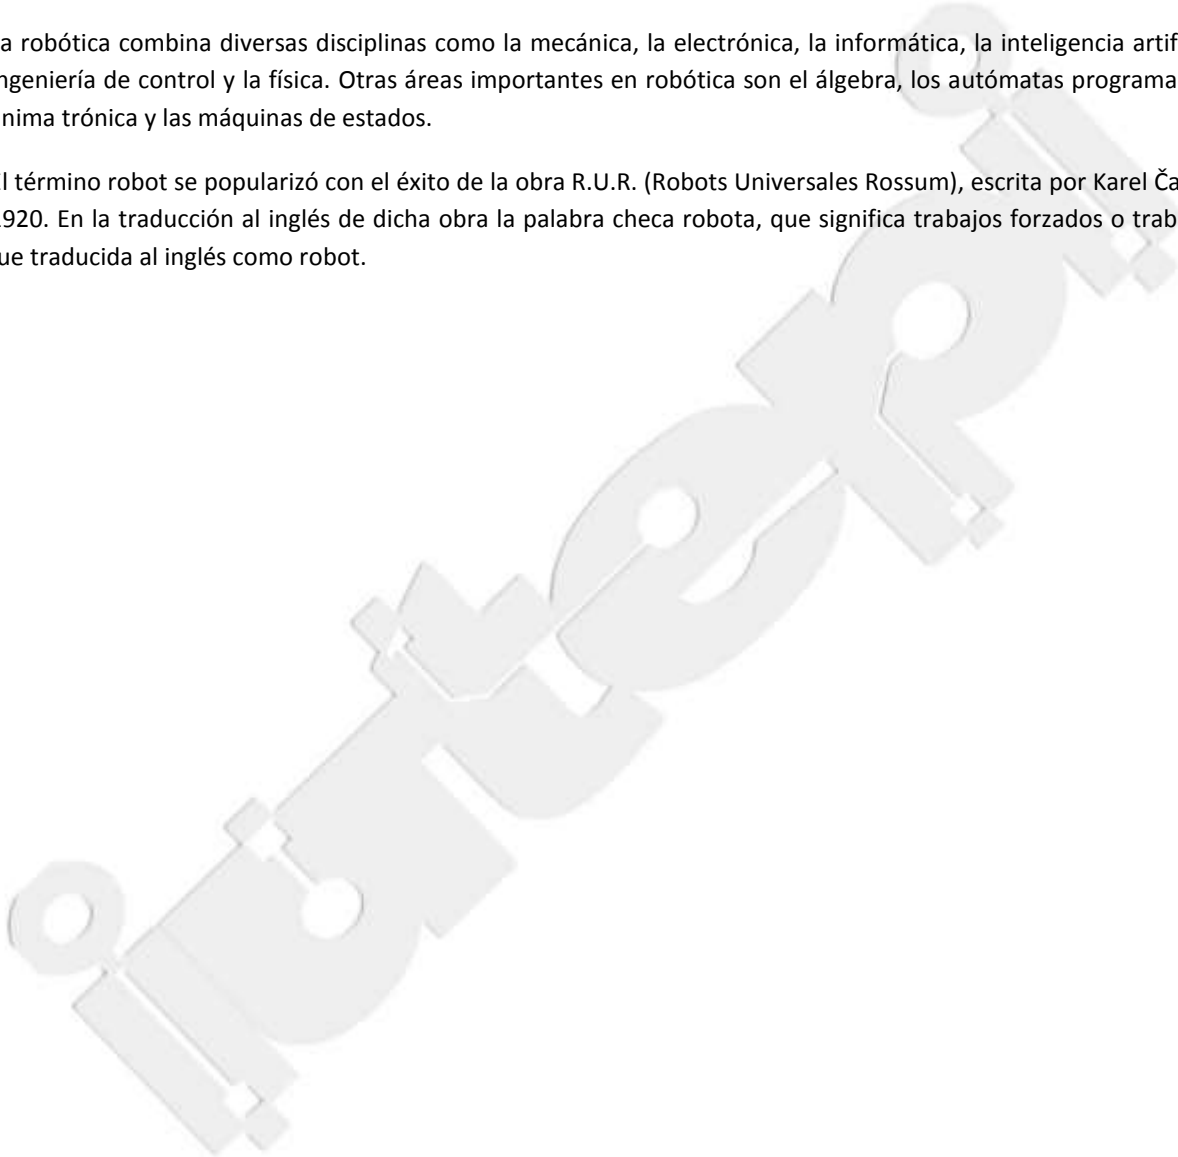 a robótica combina diversas disciplinas como la mecánica, la electrónica, la informática, la inteligencia artif
ngeniería de control y la física. Otras áreas importantes en robótica son el álgebra, los autómatas programa
nima trónica y las máquinas de estados.
El término robot se popularizó con el éxito de la obra R.U.R. (Robots Universales Rossum), escrita por Karel Ča
1920. En la traducción al inglés de dicha obra la palabra checa robota, que significa trabajos forzados o trab
ue traducida al inglés como robot.